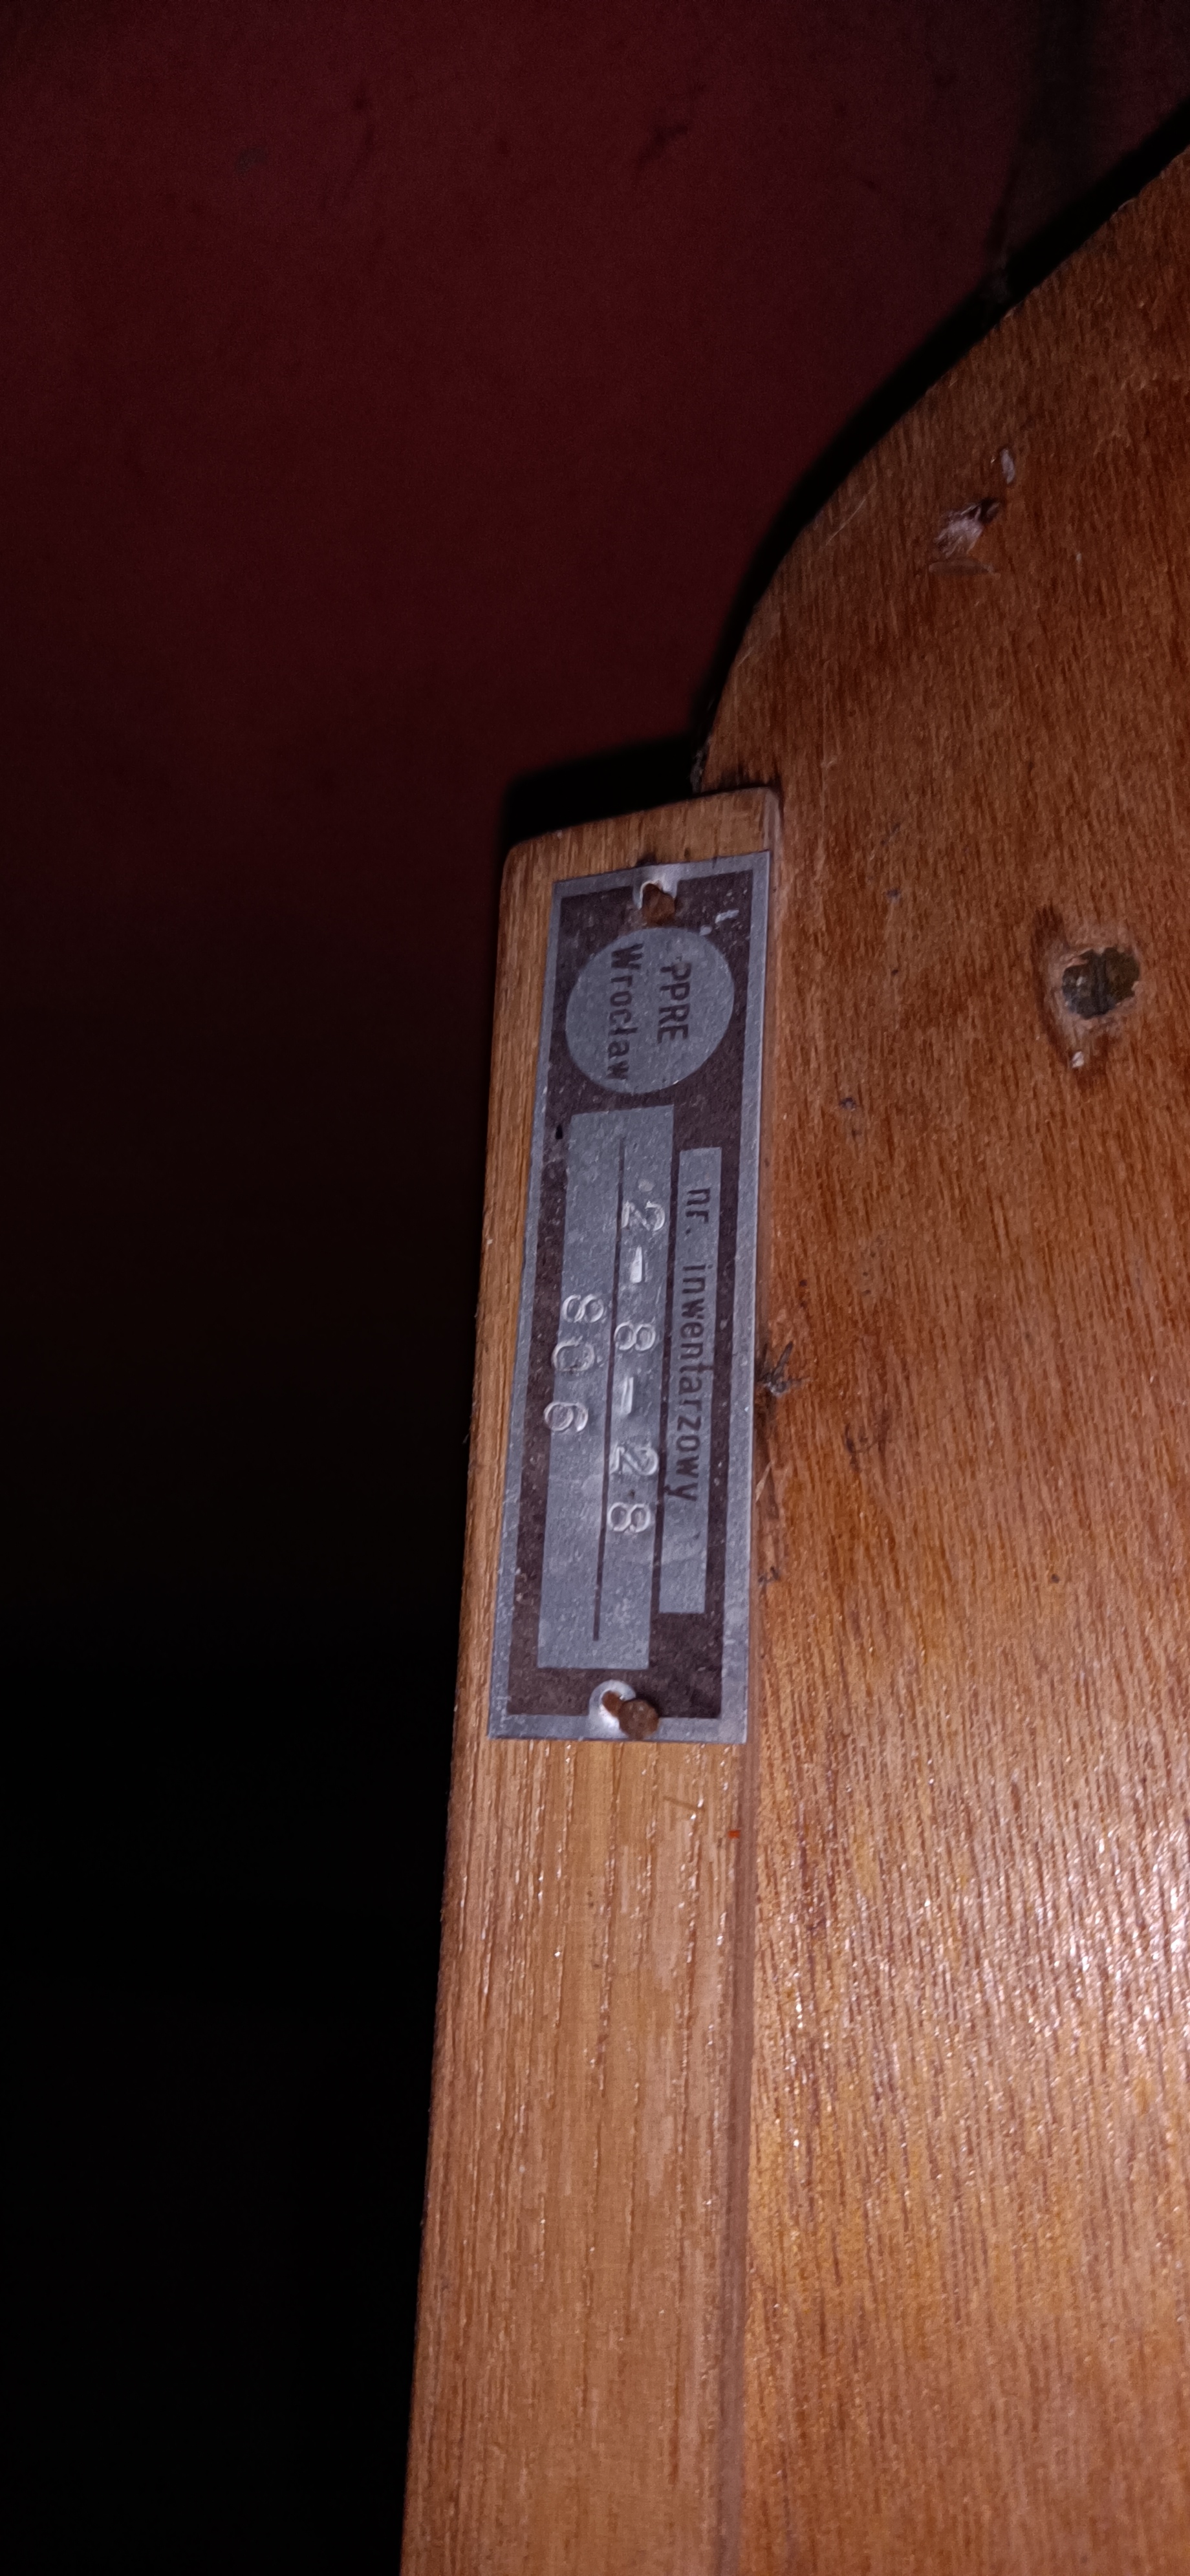 PPRE
Wrocław
nr. inwentarzowy
2-8-28
806